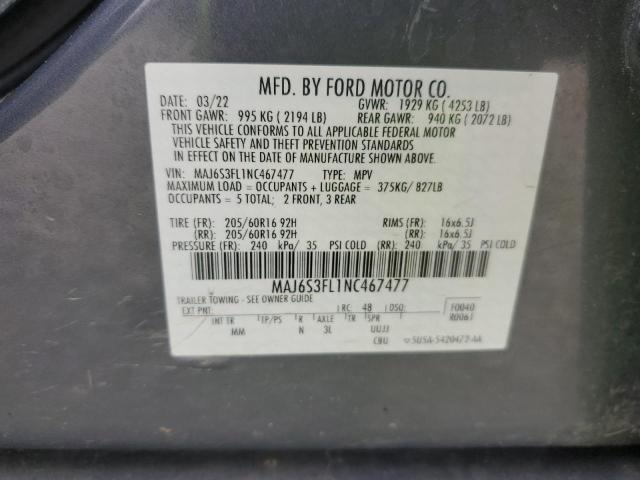 MFD. BY FORD MOTOR CO.
DATE: 03/22 GVWR: 1929 KG ( 4253 LB)
FRONT GAWR: 995 KG ( 2194 LB) REAR GAWR: 940 KG ( 2072 LB)
THIS VEHICLE CONFORMS TO ALL APPLICABLE FEDERAL MOTOR
VEHICLE SAFETY AND THEFT PREVENTION STANDARDS
IN EFFECT ON THE DATE OF MANUFACTURE SHOWN ABOVE.
VIN: MAJ6S3FL1NC467477 TYPE: MPV
MAXIMUM LOAD = OCCUPANTS + LUGGAGE = 375KG/ 827LB
OCCUPANTS = 5 TOTAL; 2 FRONT, 3 REAR
TIRE (FR): 205/60R16 92H RIMS (FR): 16x6.5J
(RR): 205/60R16 92H (RR): 16x6.5J
PRESSURE (FR): 240 kPa/ 35 PSI COLD (RR): 240 kPa/ 35 PSI COLD
MAJ6S3FL1NC467477
TRAILER TOWING - SEE OWNER GUIDE
EXT PNT: RC: 48 DSO: F0040
R0061
INT TR TP/PS R AXLE TR SPR
MM N 3L UUJJ
CBU